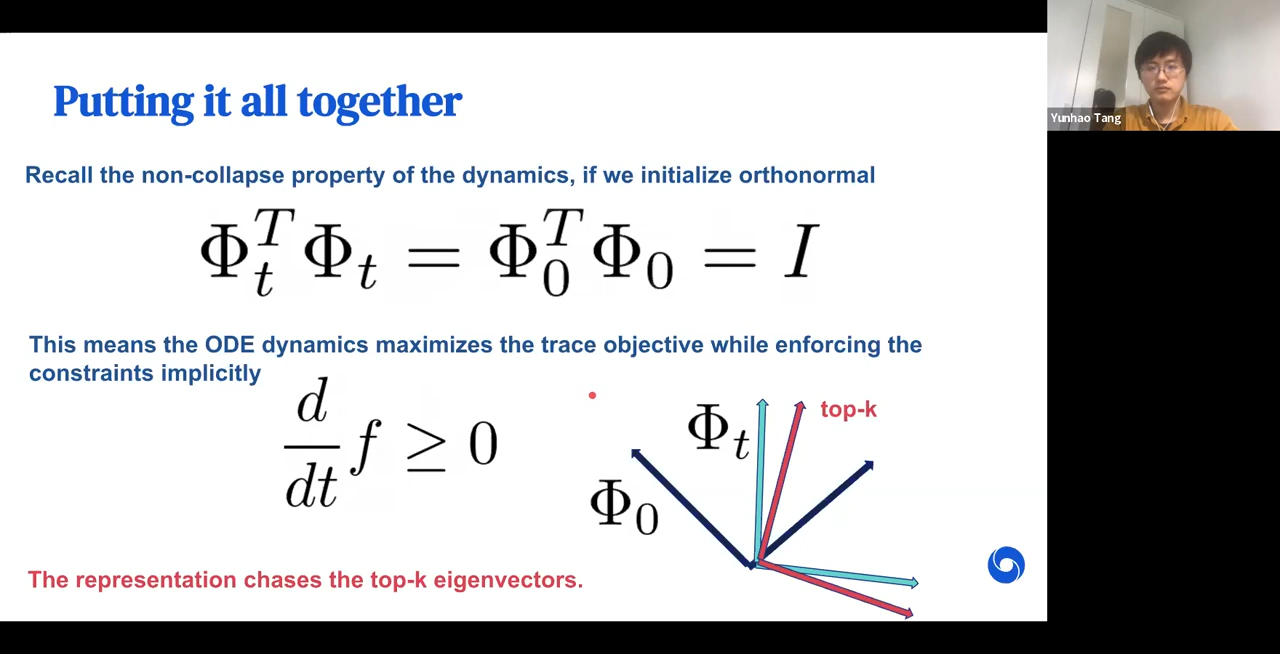 Putting it all together
Yunhao Tang
Recall the non-collapse property of the dynamics, if we initialize orthonormal
Φ_t^T Φ_t = Φ_0^T Φ_0 = I
This means the ODE dynamics maximizes the trace objective while enforcing the
constraints implicitly
d/dt f ≥ 0
Φ_t
top-k
Φ_0
The representation chases the top-k eigenvectors.